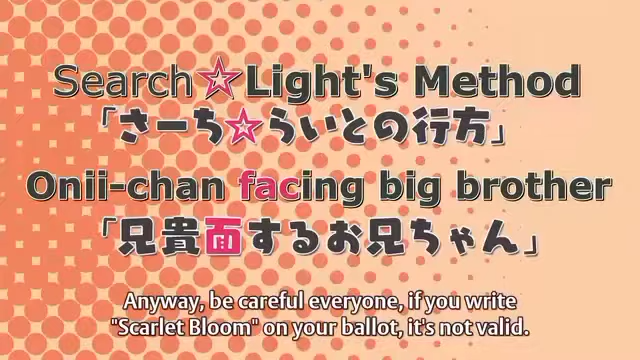 Search☆Light's Method
「さーち☆らいとの行方」
Onii-chan facing big brother
「兄貴面するお兄ちゃん」
Anyway, be careful everyone, if you write
"Scarlet Bloom" on your ballot, it's not valid.